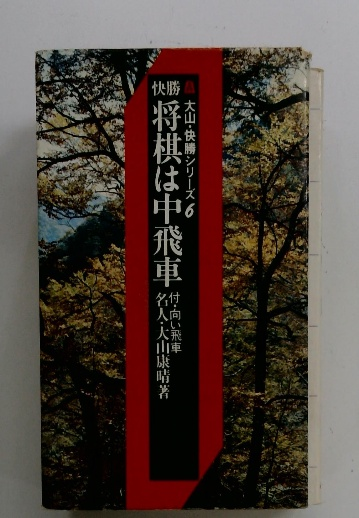 大山・快勝シリーズ6
快勝
将棋は中飛車
付・向い飛車
名人・大山康晴著